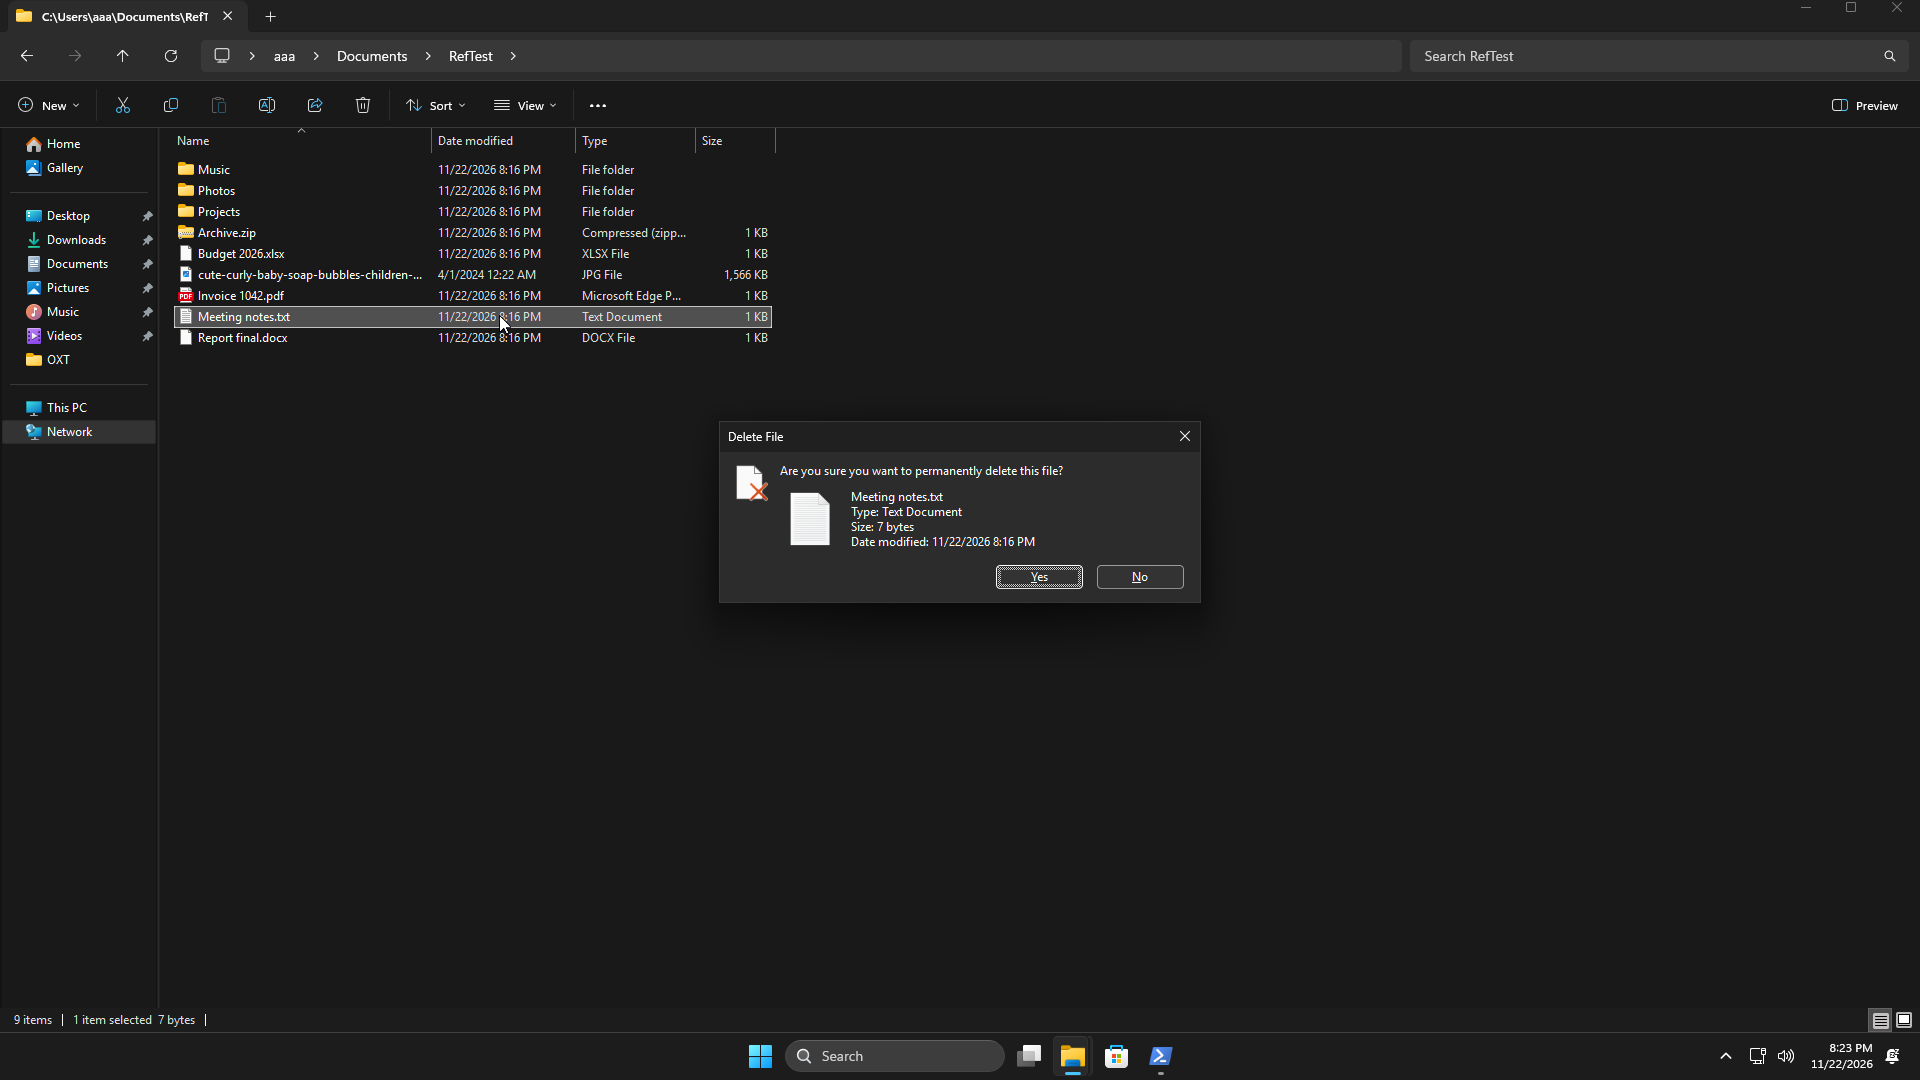 C:\Users\aaa\Documents\RefT
aaa > Documents > RefTest >
Search RefTest
New
Sort
View
Preview
Home
Gallery
Desktop
Downloads
Documents
Pictures
Music
Videos
OXT
This PC
Network
Name Date modified Type Size
Music 11/22/2026 8:16 PM File folder
Photos 11/22/2026 8:16 PM File folder
Projects 11/22/2026 8:16 PM File folder
Archive.zip 11/22/2026 8:16 PM Compressed (zipp... 1 KB
Budget 2026.xlsx 11/22/2026 8:16 PM XLSX File 1 KB
cute-curly-baby-soap-bubbles-children-... 4/1/2024 12:22 AM JPG File 1,566 KB
Invoice 1042.pdf 11/22/2026 8:16 PM Microsoft Edge P... 1 KB
Meeting notes.txt 11/22/2026 8:16 PM Text Document 1 KB
Report final.docx 11/22/2026 8:16 PM DOCX File 1 KB
Delete File
Are you sure you want to permanently delete this file?
Meeting notes.txt
Type: Text Document
Size: 7 bytes
Date modified: 11/22/2026 8:16 PM
Yes No
9 items | 1 item selected 7 bytes |
Search
8:23 PM
11/22/2026
PDF